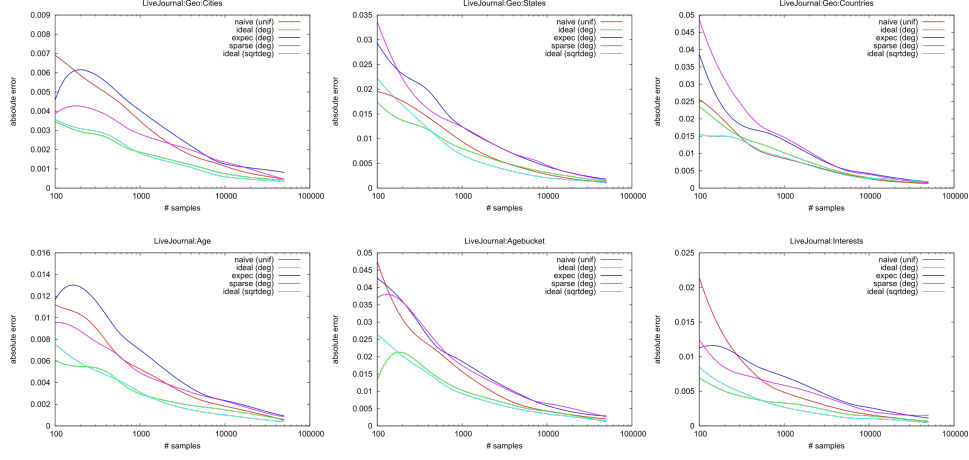 LiveJournal:Geo:Cities
0.009
0.008
0.007
0.006
0.005
0.004
0.003
0.002
0.001
0
absolute error
100
1000
10000
100000
# samples
naive (unif)
ideal (deg)
expec (deg)
sparse (deg)
ideal (sqrtdeg)
LiveJournal:Geo:States
0.035
0.03
0.025
0.02
0.015
0.01
0.005
0
absolute error
100
1000
10000
100000
# samples
naive (unif)
ideal (deg)
expec (deg)
sparse (deg)
ideal (sqrtdeg)
LiveJournal:Geo:Countries
0.05
0.045
0.04
0.035
0.03
0.025
0.02
0.015
0.01
0.005
0
absolute error
100
1000
10000
100000
# samples
naive (unif)
ideal (deg)
expec (deg)
sparse (deg)
ideal (sqrtdeg)
LiveJournal:Age
0.016
0.014
0.012
0.01
0.008
0.006
0.004
0.002
0
absolute error
100
1000
10000
100000
# samples
naive (unif)
ideal (deg)
expec (deg)
sparse (deg)
ideal (sqrtdeg)
LiveJournal:Agebucket
0.05
0.045
0.04
0.035
0.03
0.025
0.02
0.015
0.01
0.005
0
absolute error
100
1000
10000
100000
# samples
naive (unif)
ideal (deg)
expec (deg)
sparse (deg)
ideal (sqrtdeg)
LiveJournal:Interests
0.025
0.02
0.015
0.01
0.005
0
absolute error
100
1000
10000
100000
# samples
naive (unif)
ideal (deg)
expec (deg)
sparse (deg)
ideal (sqrtdeg)